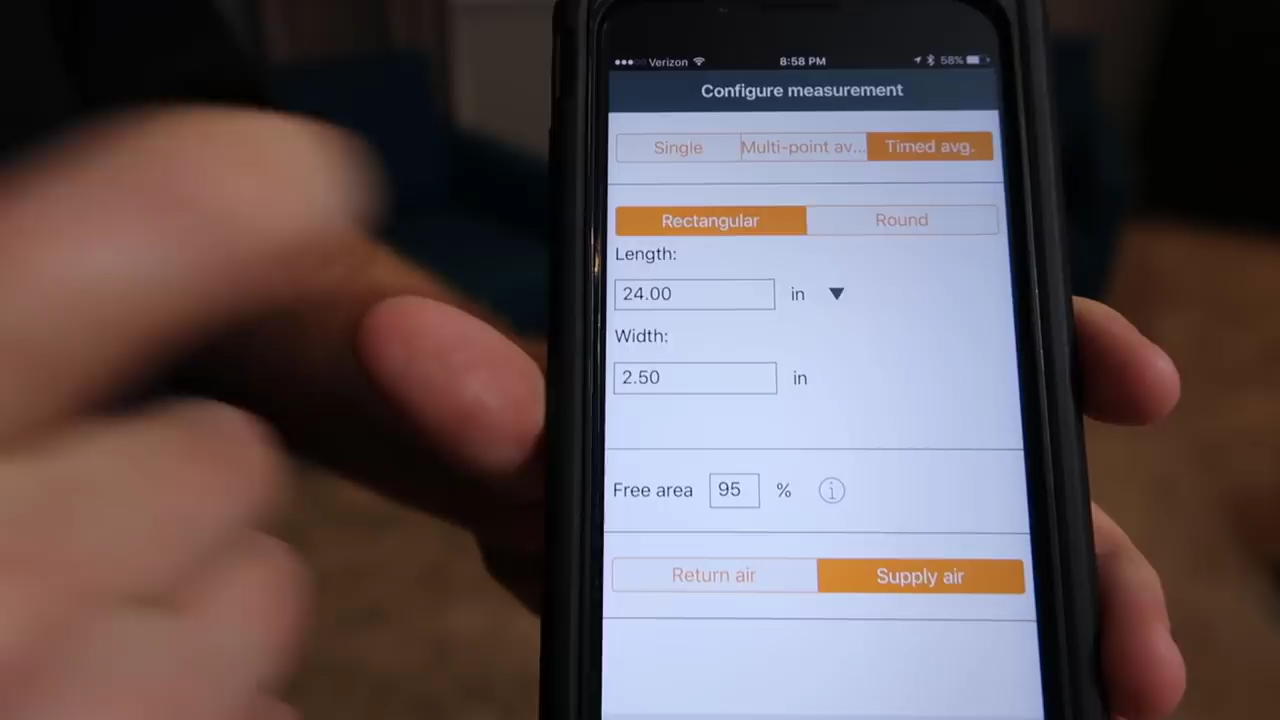 Verizon 8:58 PM 58%
Configure measurement
Single Multi-point av... Timed avg.
Rectangular Round
Length:
24.00 in
Width:
2.50 in
Free area 95 % i
Return air Supply air